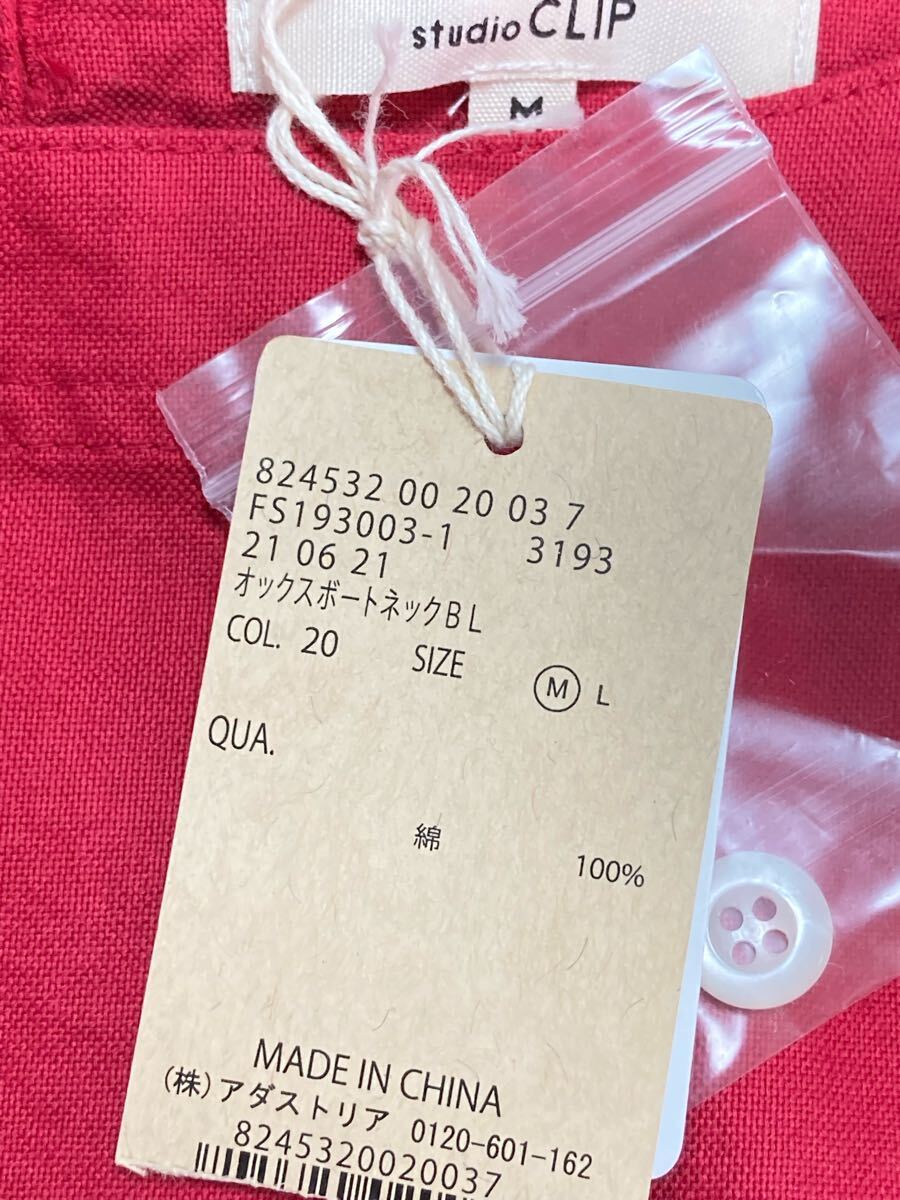 studio CLIP
M
824532 00 20 03 7
FS193003-1 3193
21 06 21
オックスボートネックBL
COL. 20 SIZE M L
QUA.
綿 100%
MADE IN CHINA
(株)アダストリア 0120-601-162
8245320020037